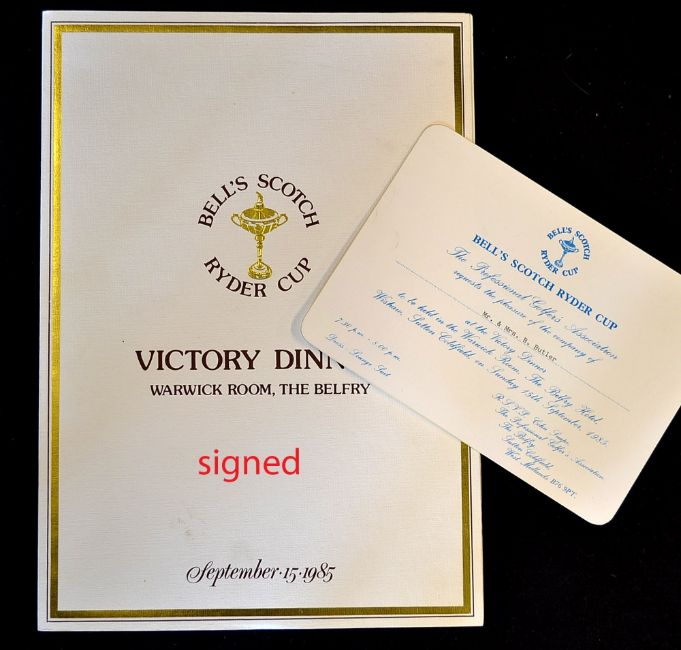 BELL'S SCOTCH
RYDER CUP
VICTORY DINN
WARWICK ROOM, THE BELFRY
signed
September·15·1985
BELL'S SCOTCH
RYDER CUP
BELL'S SCOTCH RYDER CUP
The Professional Golfers' Association
requests the pleasure of the company of
Mr. & Mrs. B. Butler
at the Victory Dinner
to be held in the Warwick Room, The Belfry Hotel,
Wishaw, Sutton Coldfield, on Sunday 15th September, 1985
7.30 p.m. - 8.00 p.m.
Dress: Lounge Suit
R.S.V.P.
The Professional Golfers' Association
The Belfry
Sutton Coldfield,
West Midlands, B76 9PT.